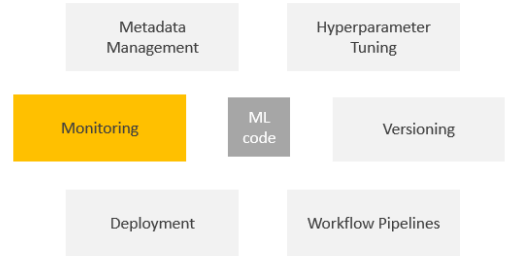 Metadata
Management
Hyperparameter
Tuning
Monitoring
ML
code
Versioning
Deployment
Workflow Pipelines